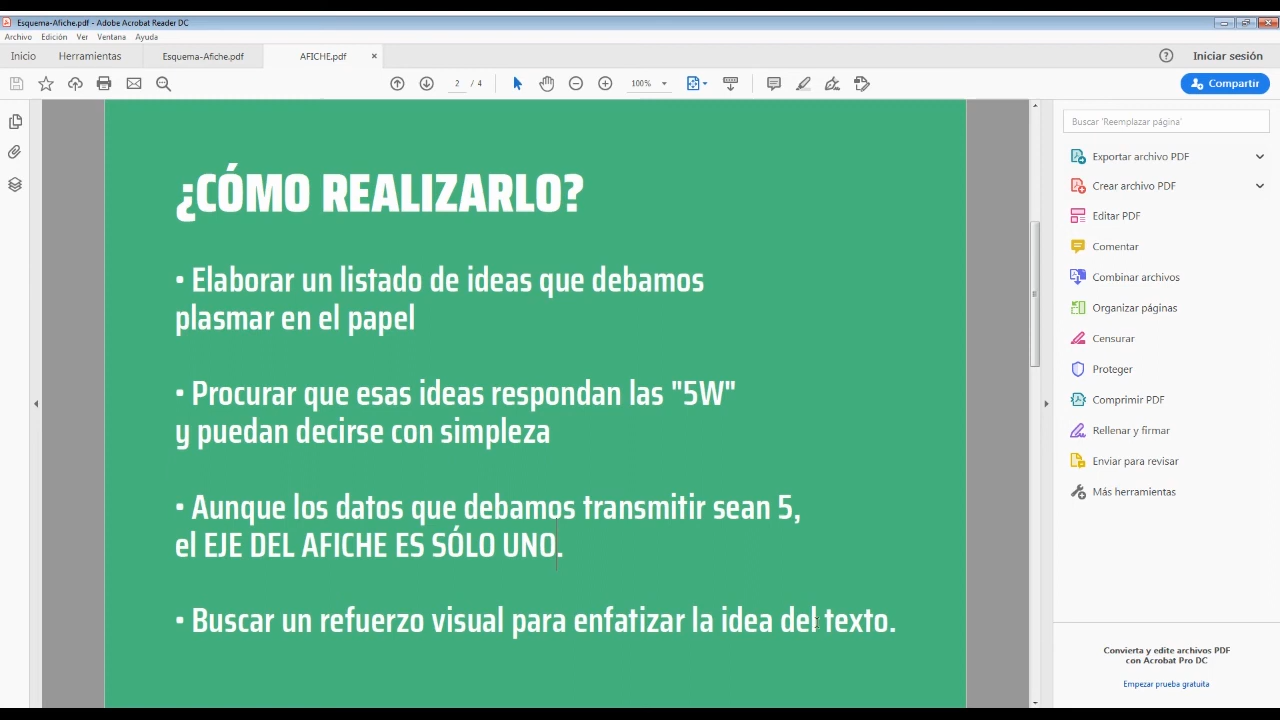 Esquema-Afiche.pdf - Adobe Acrobat Reader DC
Archivo Edición Ver Ventana Ayuda
Inicio Herramientas Esquema-Afiche.pdf AFICHE.pdf × Iniciar sesión
2 / 4 100% Compartir
¿CÓMO REALIZARLO?
• Elaborar un listado de ideas que debamos
plasmar en el papel
• Procurar que esas ideas respondan las "5W"
y puedan decirse con simpleza
• Aunque los datos que debamos transmitir sean 5,
el EJE DEL AFICHE ES SÓLO UNO.
• Buscar un refuerzo visual para enfatizar la idea del texto.
Buscar 'Reemplazar página'
Exportar archivo PDF
Crear archivo PDF
Editar PDF
Comentar
Combinar archivos
Organizar páginas
Censurar
Proteger
Comprimir PDF
Rellenar y firmar
Enviar para revisar
Más herramientas
Convierta y edite archivos PDF
con Acrobat Pro DC
Empezar prueba gratuita